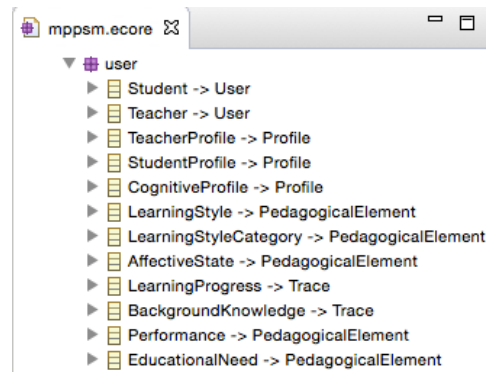 mppsm.ecore
user
Student -> User
Teacher -> User
TeacherProfile -> Profile
StudentProfile -> Profile
CognitiveProfile -> Profile
LearningStyle -> PedagogicalElement
LearningStyleCategory -> PedagogicalElement
AffectiveState -> PedagogicalElement
LearningProgress -> Trace
BackgroundKnowledge -> Trace
Performance -> PedagogicalElement
EducationalNeed -> PedagogicalElement